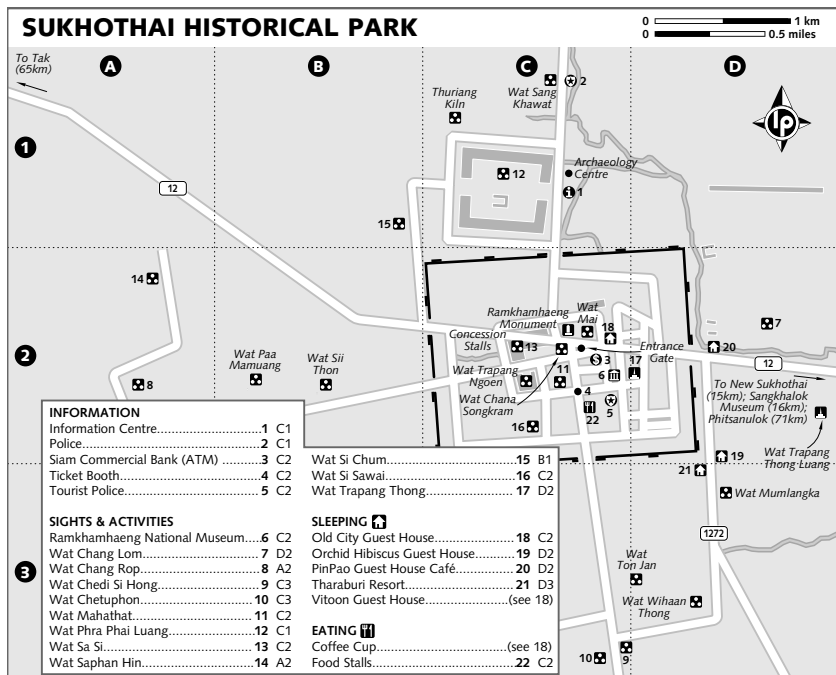 SUKHOTHAI HISTORICAL PARK
0 1 km
0 0.5 miles
To Tak
(65km)
A
B
C
D
1
2
3
Wat Sang
Khawat
2
Thuriang
Kiln
lp
12
12
Archaeology
Centre
1
15
14
Ramkhamhaeng
Monument
Wat
Mai
18
7
Concession
Stalls
13
Entrance
Gate
20
3
17
12
Wat Paa
Mamuang
Wat Sii
Thon
Wat Trapang
Ngoen
11
6
8
Wat Chana
Songkram
4
22
5
To New Sukhothai
(15km); Sangkhalok
Museum (16km);
Phitsanulok (71km)
16
Wat Trapang
Thong Luang
19
21
Wat Mumlangka
1272
Wat
Ton Jan
Wat Wihaan
Thong
10
9
INFORMATION
Information Centre..........................1 C1
Police..............................................2 C1
Siam Commercial Bank (ATM) ........3 C2
Ticket Booth...................................4 C2
Tourist Police..................................5 C2
SIGHTS & ACTIVITIES
Ramkhamhaeng National Museum..6 C2
Wat Chang Lom..............................7 D2
Wat Chang Rop...............................8 A2
Wat Chedi Si Hong..........................9 C3
Wat Chetuphon.............................10 C3
Wat Mahathat...............................11 C2
Wat Phra Phai Luang.....................12 C1
Wat Sa Si......................................13 C2
Wat Saphan Hin............................14 A2
Wat Si Chum.................................15 B1
Wat Si Sawai.................................16 C2
Wat Trapang Thong.......................17 D2
SLEEPING
Old City Guest House....................18 C2
Orchid Hibiscus Guest House.........19 D2
PinPao Guest House Café..............20 D2
Tharaburi Resort............................21 D3
Vitoon Guest House................(see 18)
EATING
Coffee Cup.............................(see 18)
Food Stalls....................................22 C2